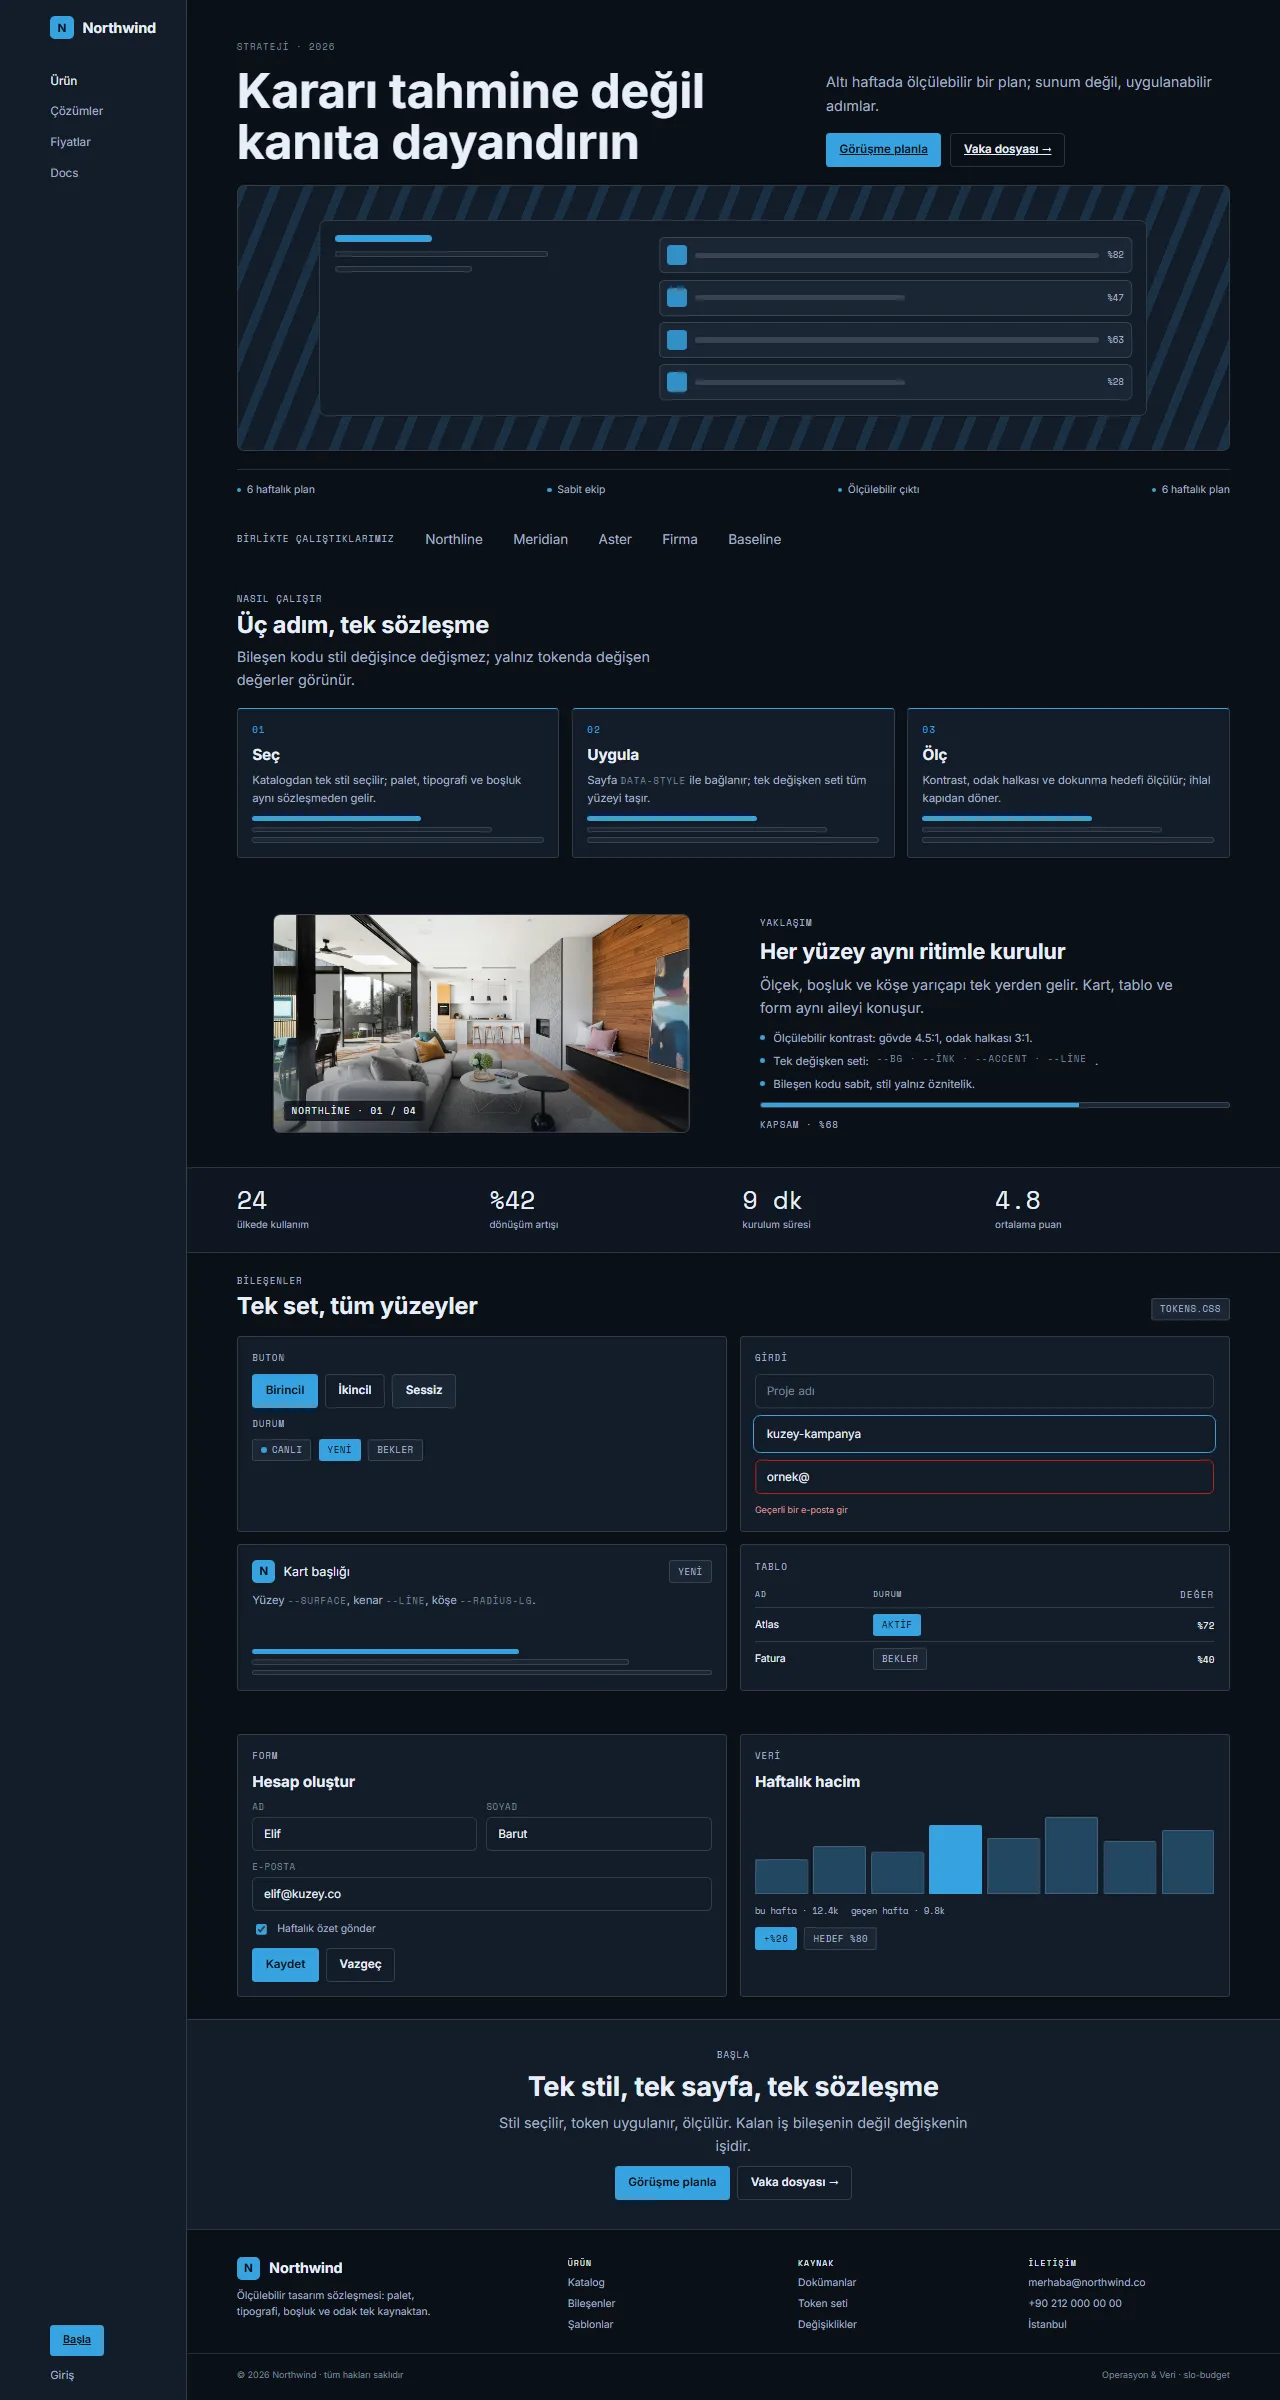 N Northwind
Ürün
Çözümler
Fiyatlar
Docs
STRATEJİ · 2026
Kararı tahmine değil
kanıta dayandırın
Altı haftada ölçülebilir bir plan; sunum değil, uygulanabilir
adımlar.
Görüşme planla
Vaka dosyası →
%82
%47
%63
%28
6 haftalık plan
Sabit ekip
Ölçülebilir çıktı
6 haftalık plan
BİRLİKTE ÇALIŞTIKLARIMIZ
Northline
Meridian
Aster
Firma
Baseline
NASIL ÇALIŞIR
Üç adım, tek sözleşme
Bileşen kodu stil değişince değişmez; yalnız tokenda değişen
değerler görünür.
01
Seç
Katalogdan tek stil seçilir; palet, tipografi ve boşluk
aynı sözleşmeden gelir.
02
Uygula
Sayfa DATA-STYLE ile bağlanır; tek değişken seti tüm
yüzeyi taşır.
03
Ölç
Kontrast, odak halkası ve dokunma hedefi ölçülür; ihlal
kapıdan döner.
NORTHLİNE · 01 / 04
YAKLAŞIM
Her yüzey aynı ritimle kurulur
Ölçek, boşluk ve köşe yarıçapı tek yerden gelir. Kart, tablo ve
form aynı aileyi konuşur.
Ölçülebilir kontrast: gövde 4.5:1, odak halkası 3:1.
Tek değişken seti: --BG · --İNK · --ACCENT · --LİNE .
Bileşen kodu sabit, stil yalnız öznitelik.
KAPSAM · %68
24
ülkede kullanım
%42
dönüşüm artışı
9 dk
kurulum süresi
4.8
ortalama puan
BİLEŞENLER
Tek set, tüm yüzeyler
TOKENS.CSS
BUTON
Birincil
İkincil
Sessiz
DURUM
CANLI
YENİ
BEKLER
GİRDİ
Proje adı
kuzey-kampanya
ornek@
Geçerli bir e-posta gir
N Kart başlığı
YENİ
Yüzey --SURFACE, kenar --LİNE, köşe --RADİUS-LG.
TABLO
AD DURUM DEĞER
Atlas AKTİF %72
Fatura BEKLER %40
FORM
Hesap oluştur
AD
SOYAD
Elif
Barut
E-POSTA
elif@kuzey.co
Haftalık özet gönder
Kaydet
Vazgeç
VERİ
Haftalık hacim
bu hafta · 12.4k geçen hafta · 9.8k
+%26
HEDEF %80
BAŞLA
Tek stil, tek sayfa, tek sözleşme
Stil seçilir, token uygulanır, ölçülür. Kalan iş bileşenin değil değişkenin
işidir.
Görüşme planla
Vaka dosyası →
N Northwind
Ölçülebilir tasarım sözleşmesi: palet,
tipografi, boşluk ve odak tek kaynaktan.
ÜRÜN
Katalog
Bileşenler
Şablonlar
KAYNAK
Dokümanlar
Token seti
Değişiklikler
İLETİŞİM
merhaba@northwind.co
+90 212 000 00 00
İstanbul
Başla
Giriş
© 2026 Northwind · tüm hakları saklıdır
Operasyon & Veri · slo-budget